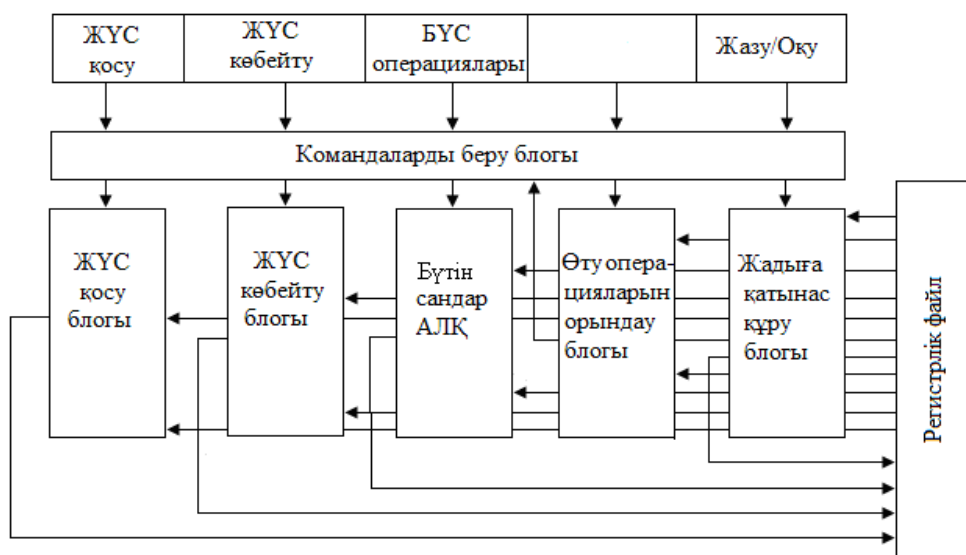 ЖҮС
қосу
ЖҮС
көбейту
БҮС
операциялары
Жазу/Оқу
Командаларды беру блогы
ЖҮС
қосу
блогы
ЖҮС
көбейту
блогы
Бүтін
сандар
АЛҚ
Өту опера-
цияларын
орындау
блогы
Жадыға
қатынас
құру
блогы
Регистрлік файл